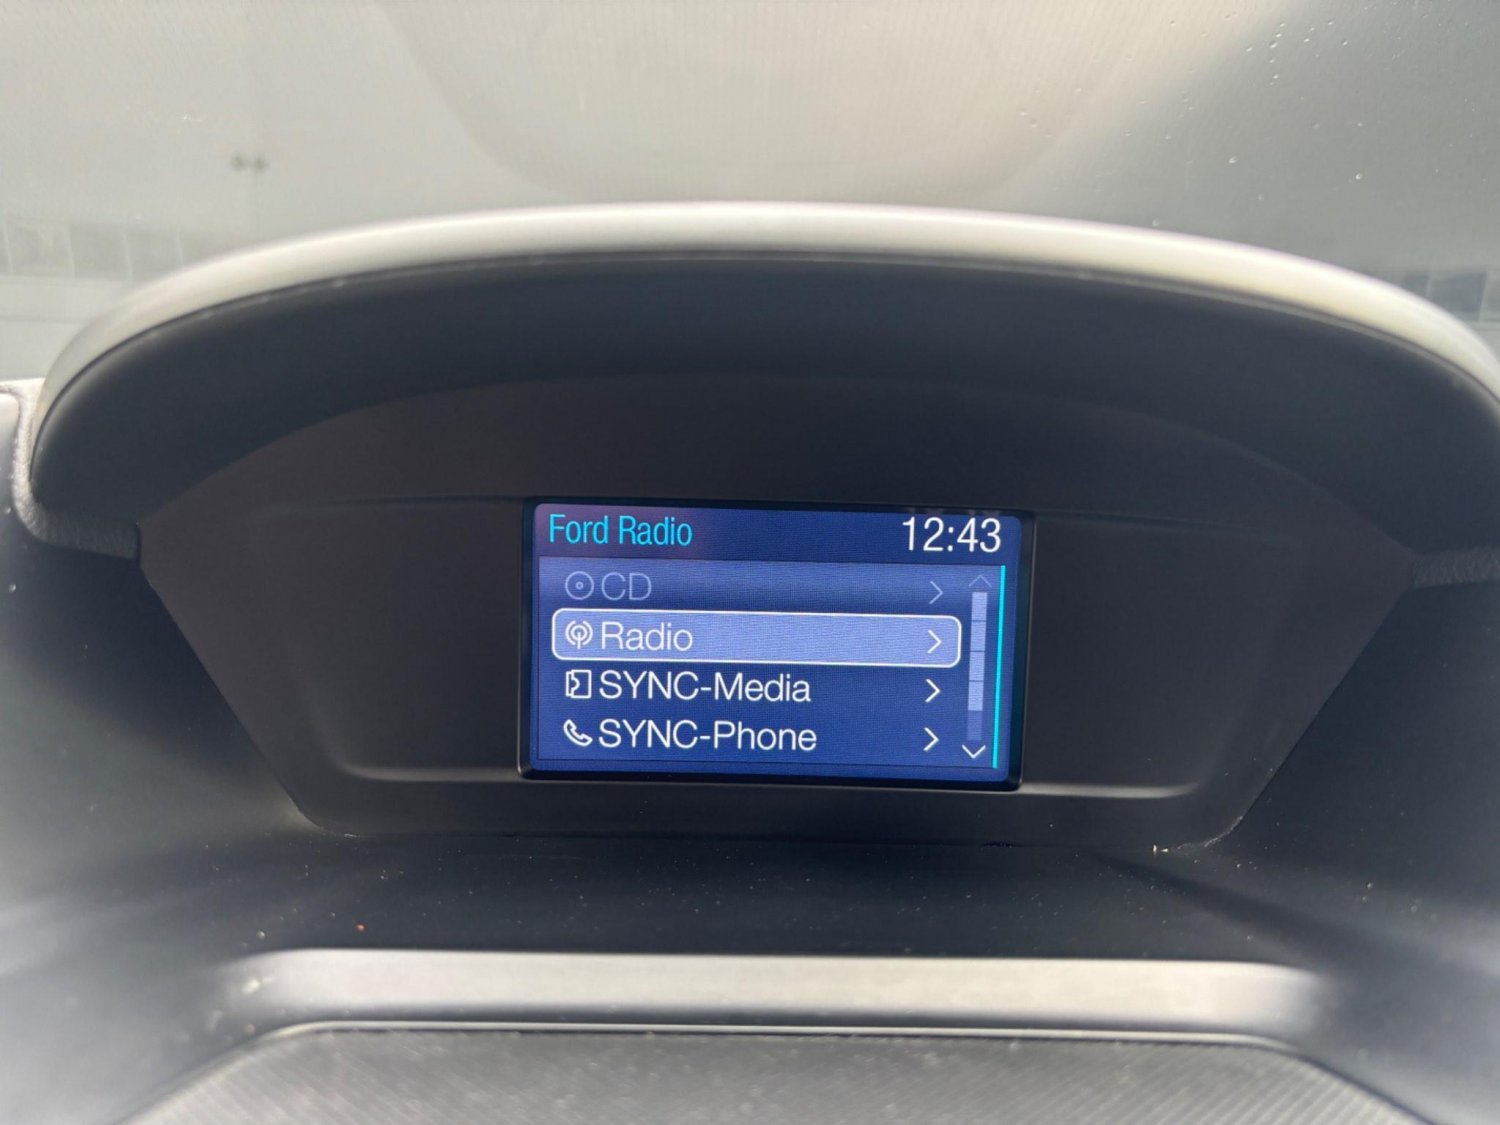 Ford Radio 12:43
CD
Radio
SYNC-Media
SYNC-Phone